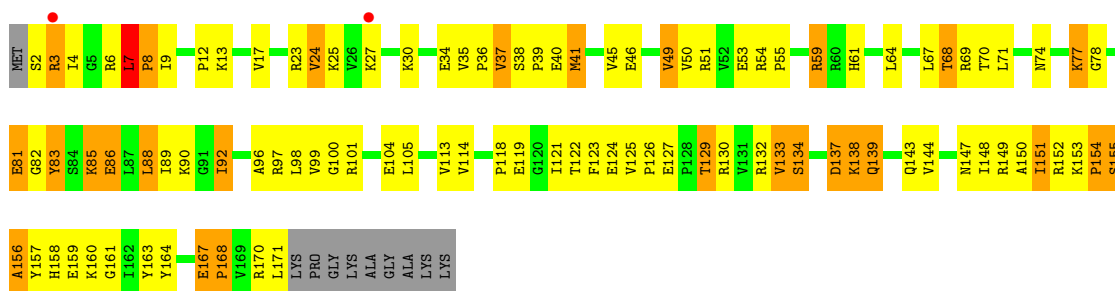 MET S2 R3 I4 G5 R6 L7 P8 I9 P12 K13 V17 R23 V24 K25 V26 K27 K30 E34 V35 P36 V37 S38 P39 E40 M41 V45 E46 V49 V50 R51 V52 E53 R54 P55 R59 R60 H61 L64 L67 T68 R69 T70 L71 N74 K77 G78
E81 G82 Y83 S84 K85 E86 L87 L88 I89 K90 G91 I92 A96 R97 L98 V99 G100 R101 E104 L105 V113 V114 P118 E119 G120 T122 F123 E124 V125 P126 E127 P128 T129 R130 V131 R132 V133 S134 D137 K138 Q139 Q143 V144 N147 I148 R149 A150 I151 R152 K153 P154 S155
A156 Y157 H158 E159 K160 G161 I162 Y163 Y164 E167 P168 V169 R170 L171 LYS PRO GLY LYS ALA GLY ALA LYS LYS